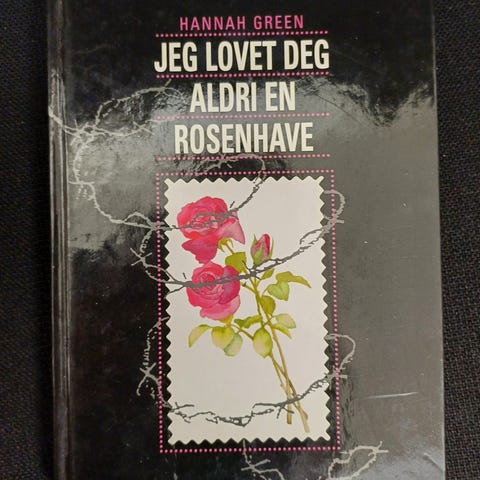 HANNAH GREEN
JEG LOVET DEG
ALDRI EN
ROSENHAVE